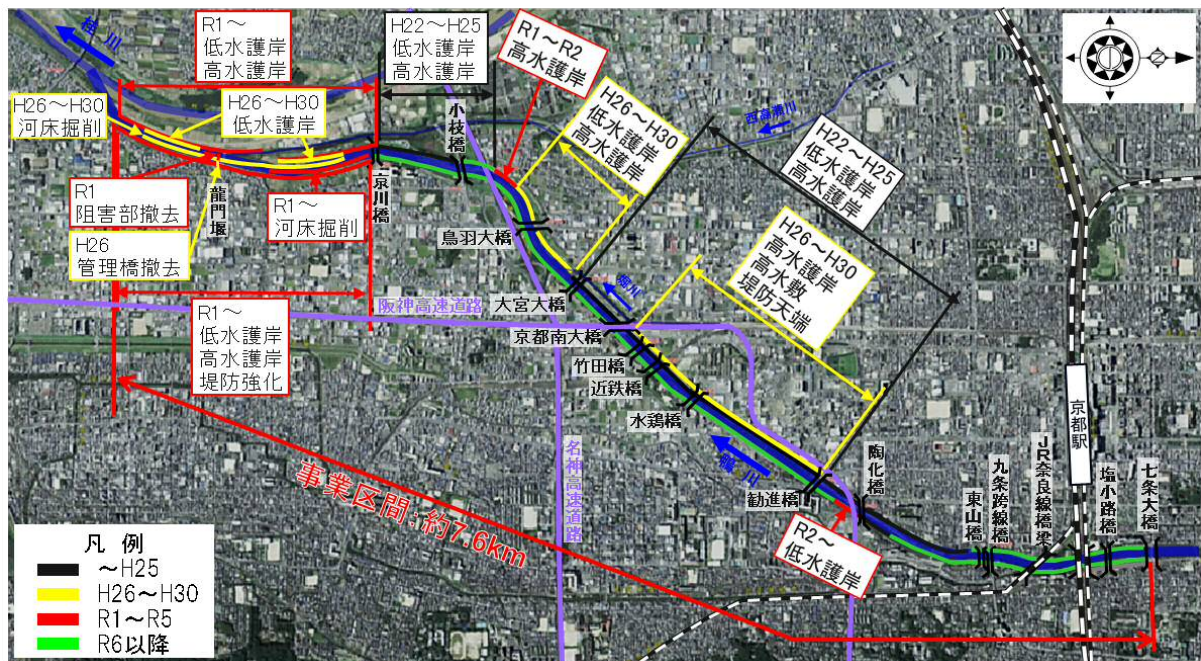 桂川
R1～
低水護岸
高水護岸
H22～H25
低水護岸
高水護岸
R1～R2
高水護岸
H26～H30
河床掘削
H26～H30
低水護岸
小枝橋
H26～H30
低水護岸
高水護岸
西高瀬川
H22～H25
低水護岸
高水護岸
R1
阻害部撤去
龍門堰
R1～
河床掘削
京川橋
H26
管理橋撤去
鳥羽大橋
H26～H30
高水護岸
高水敷
堤防天端
大宮大橋
堀川
阪神高速道路
京都南大橋
R1～
低水護岸
高水護岸
堤防強化
竹田橋
近鉄橋
水鶏橋
京都駅
名神高速道路
鴨川
事業区間：約7.6km
勧進橋
陶化橋
R2～
低水護岸
東山橋
九条跨線橋
JR奈良線橋梁
塩小路橋
七条大橋
凡例
～H25
H26～H30
R1～R5
R6以降